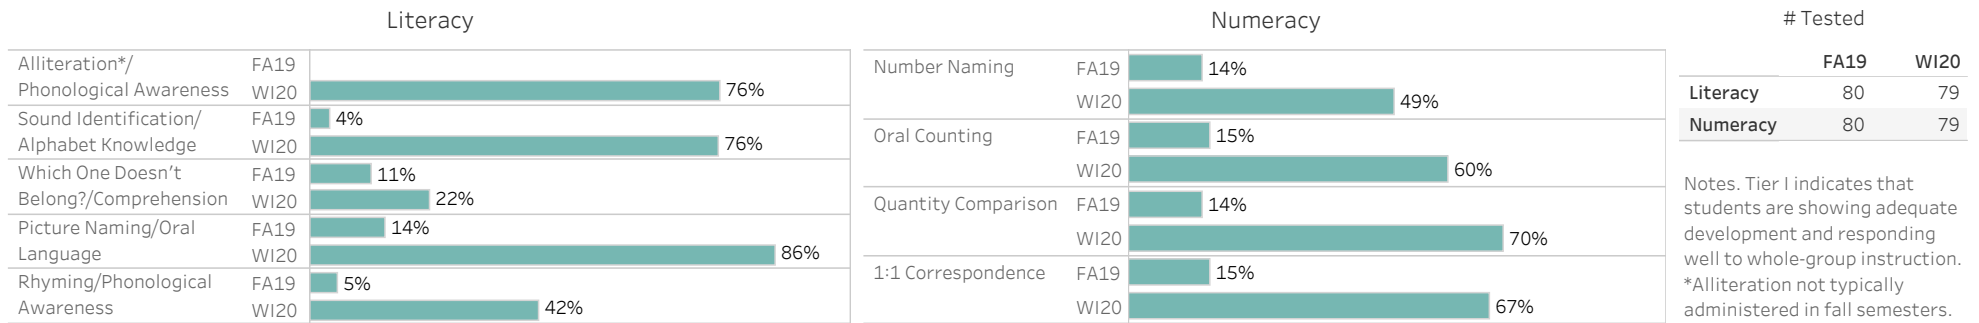 Literacy
Alliteration*/
Phonological Awareness
FA19
WI20
76%
Sound Identification/
Alphabet Knowledge
FA19
4%
WI20
76%
Which One Doesn't
Belong?/Comprehension
FA19
11%
WI20
22%
Picture Naming/Oral
Language
FA19
14%
WI20
86%
Rhyming/Phonological
Awareness
FA19
5%
WI20
42%
Numeracy
Number Naming
FA19
14%
WI20
49%
Oral Counting
FA19
15%
WI20
60%
Quantity Comparison
FA19
14%
WI20
70%
1:1 Correspondence
FA19
15%
WI20
67%
# Tested
FA19 WI20
Literacy 80 79
Numeracy 80 79
Notes. Tier I indicates that
students are showing adequate
development and responding
well to whole-group instruction.
*Alliteration not typically
administered in fall semesters.